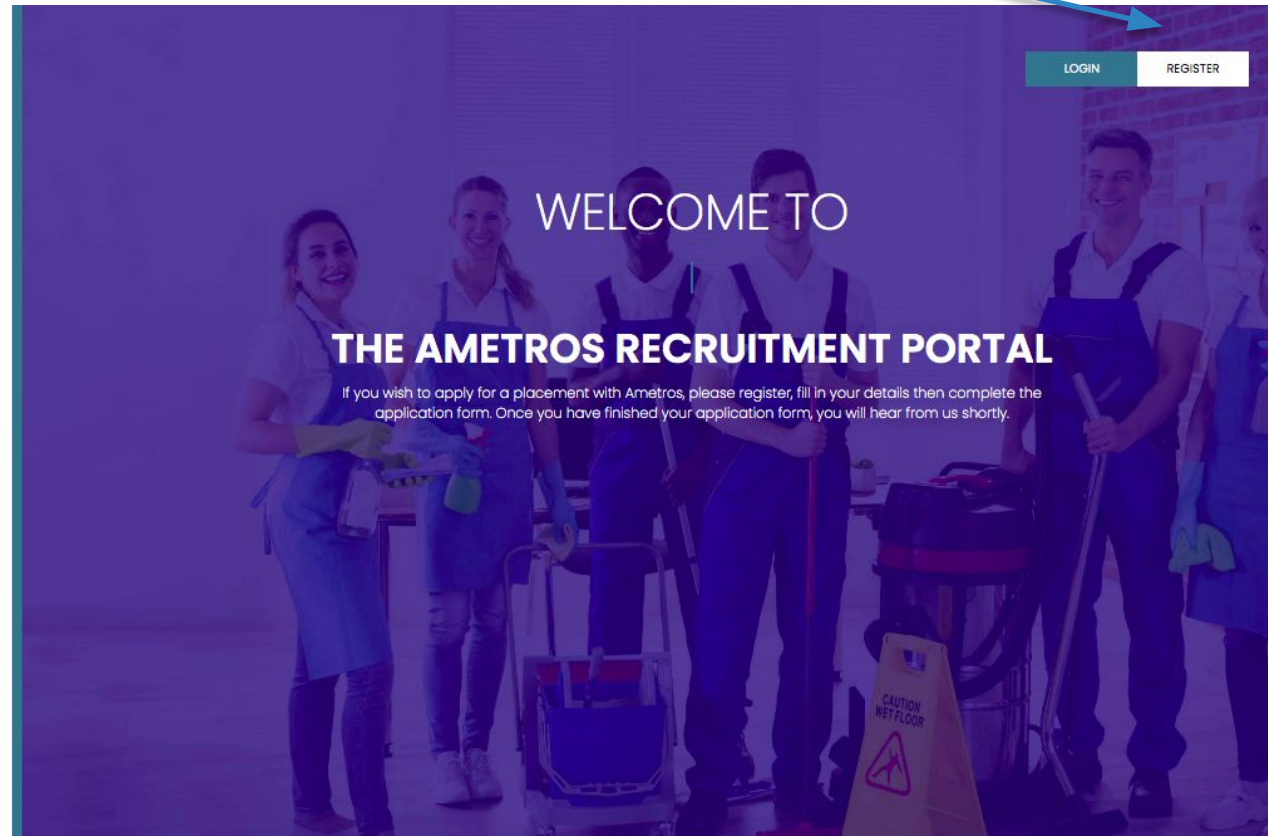 LOGIN REGISTER
WELCOME TO
THE AMETROS RECRUITMENT PORTAL
If you wish to apply for a placement with Ametros, please register, fill in your details then complete the
application form. Once you have finished your application form, you will hear from us shortly.
CAUTION
WET FLOOR